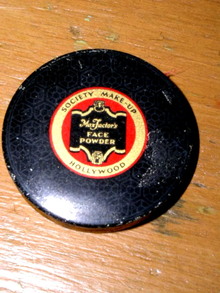 SOCIETY MAKE-UP
Max Factor's
FACE
POWDER
HOLLYWOOD